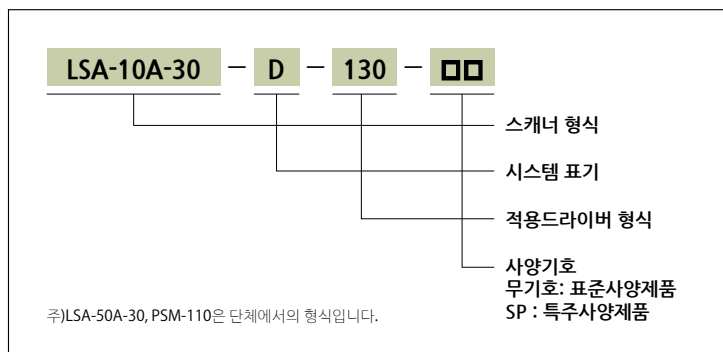 LSA-10A-30 – D – 130 – □□
스캐너 형식
시스템 표기
적용드라이버 형식
사양기호
무기호: 표준사양제품
SP : 특주사양제품
주)LSA-50A-30, PSM-110은 단체에서의 형식입니다.